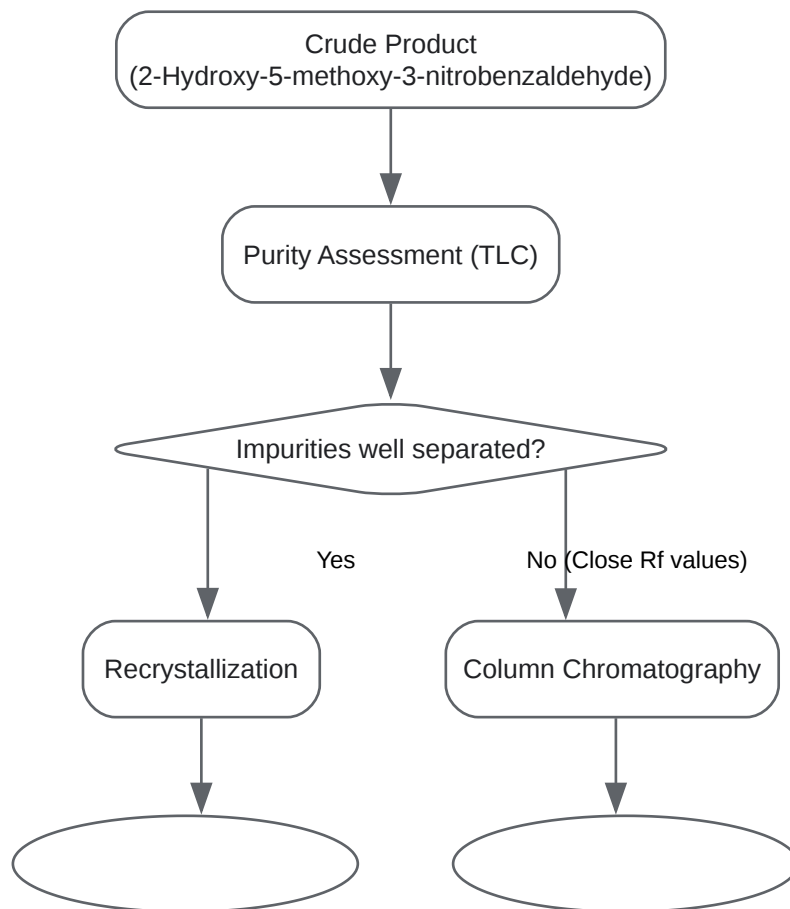 Crude Product
(2-Hydroxy-5-methoxy-3-nitrobenzaldehyde)
Purity Assessment (TLC)
Impurities well separated?
Yes
No (Close Rf values)
Recrystallization
Column Chromatography